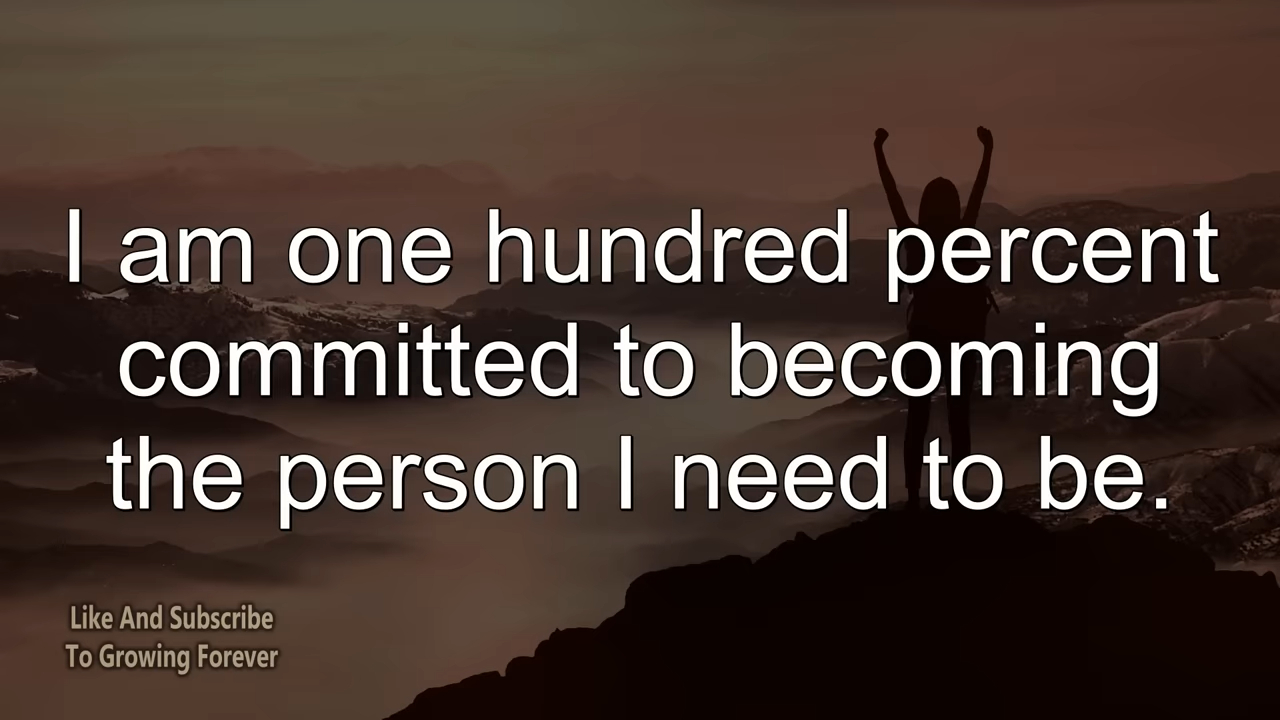 I am one hundred percent
committed to becoming
the person I need to be.
Like And Subscribe
To Growing Forever